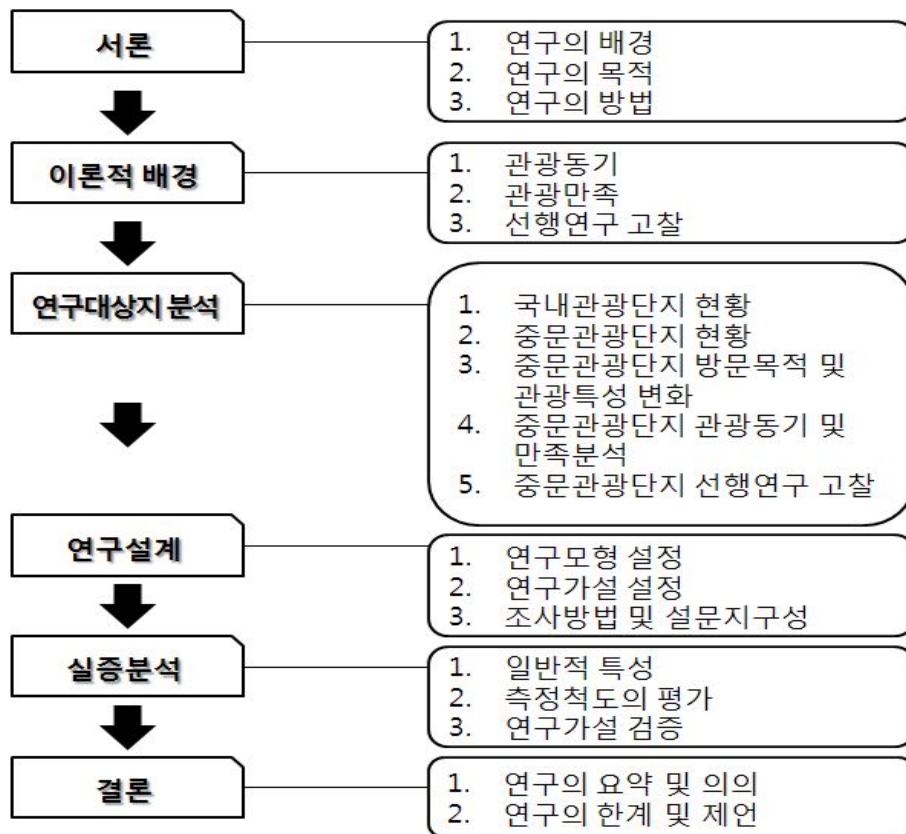 서론
1. 연구의 배경
2. 연구의 목적
3. 연구의 방법
이론적 배경
1. 관광동기
2. 관광만족
3. 선행연구 고찰
연구대상지 분석
1. 국내관광단지 현황
2. 중문관광단지 현황
3. 중문관광단지 방문목적 및
관광특성 변화
4. 중문관광단지 관광동기 및
만족분석
5. 중문관광단지 선행연구 고찰
연구설계
1. 연구모형 설정
2. 연구가설 설정
3. 조사방법 및 설문지구성
실증분석
1. 일반적 특성
2. 측정척도의 평가
3. 연구가설 검증
결론
1. 연구의 요약 및 의의
2. 연구의 한계 및 제언